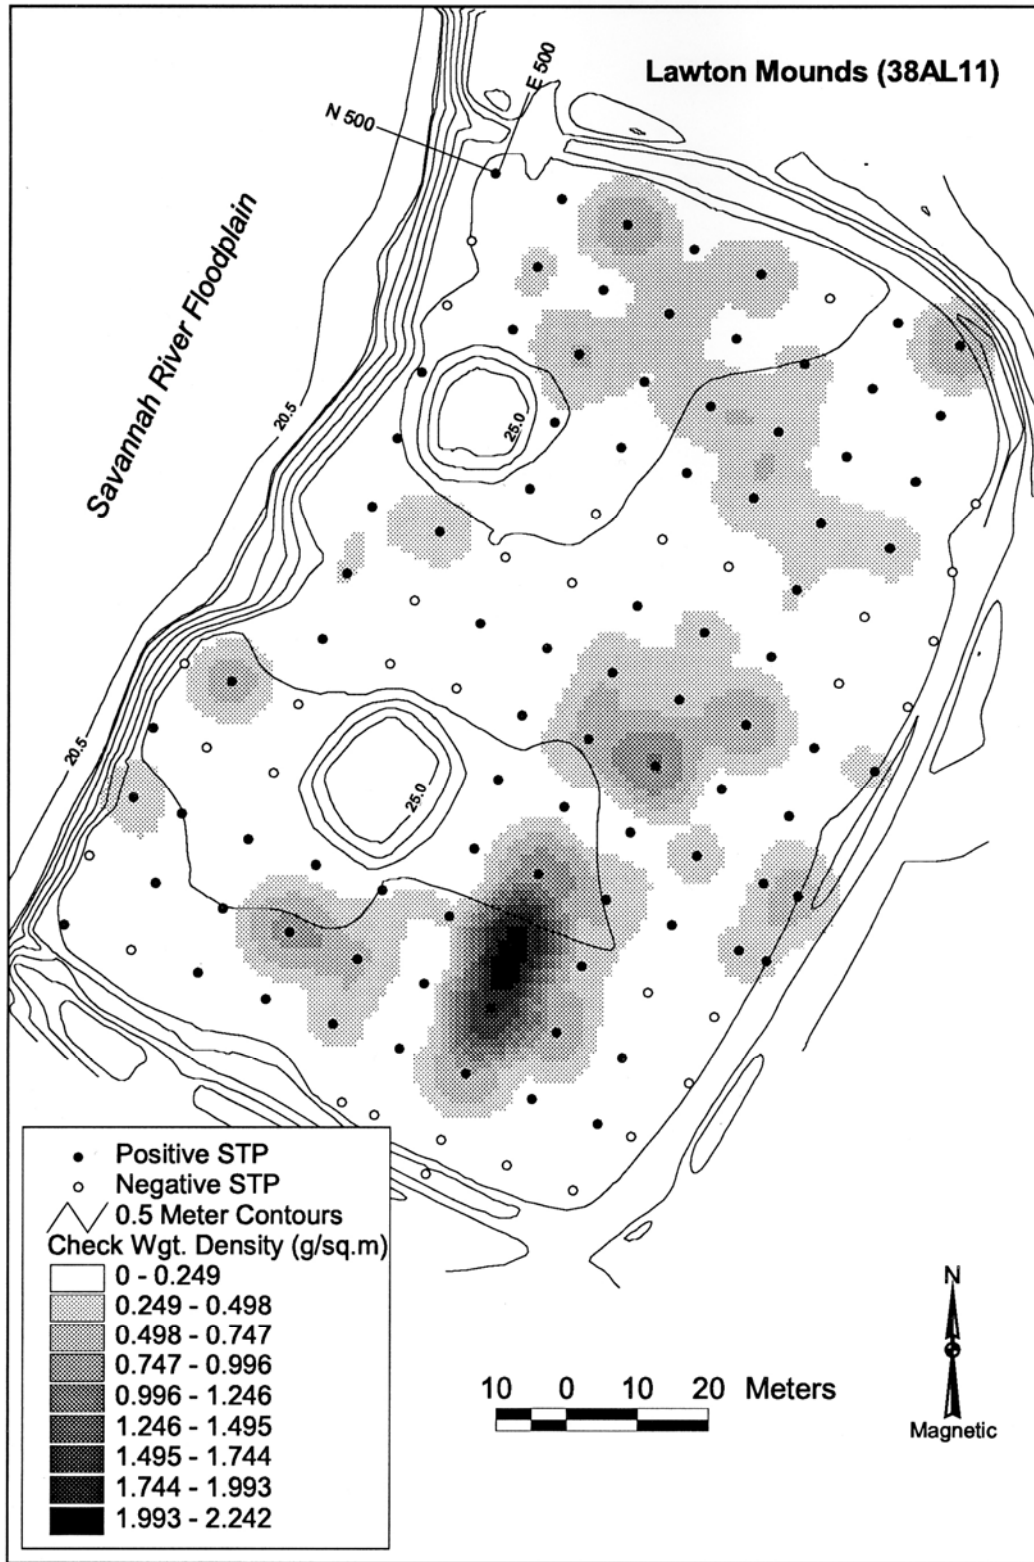 Lawton Mounds (38AL11)
E 500
N 500
Savannah River Floodplain
20.5
25.0
20.5
25.0
Positive STP
Negative STP
0.5 Meter Contours
Check Wgt. Density (g/sq.m)
0 - 0.249
0.249 - 0.498
0.498 - 0.747
0.747 - 0.996
0.996 - 1.246
1.246 - 1.495
1.495 - 1.744
1.744 - 1.993
1.993 - 2.242
10 0 10 20 Meters
N
Magnetic